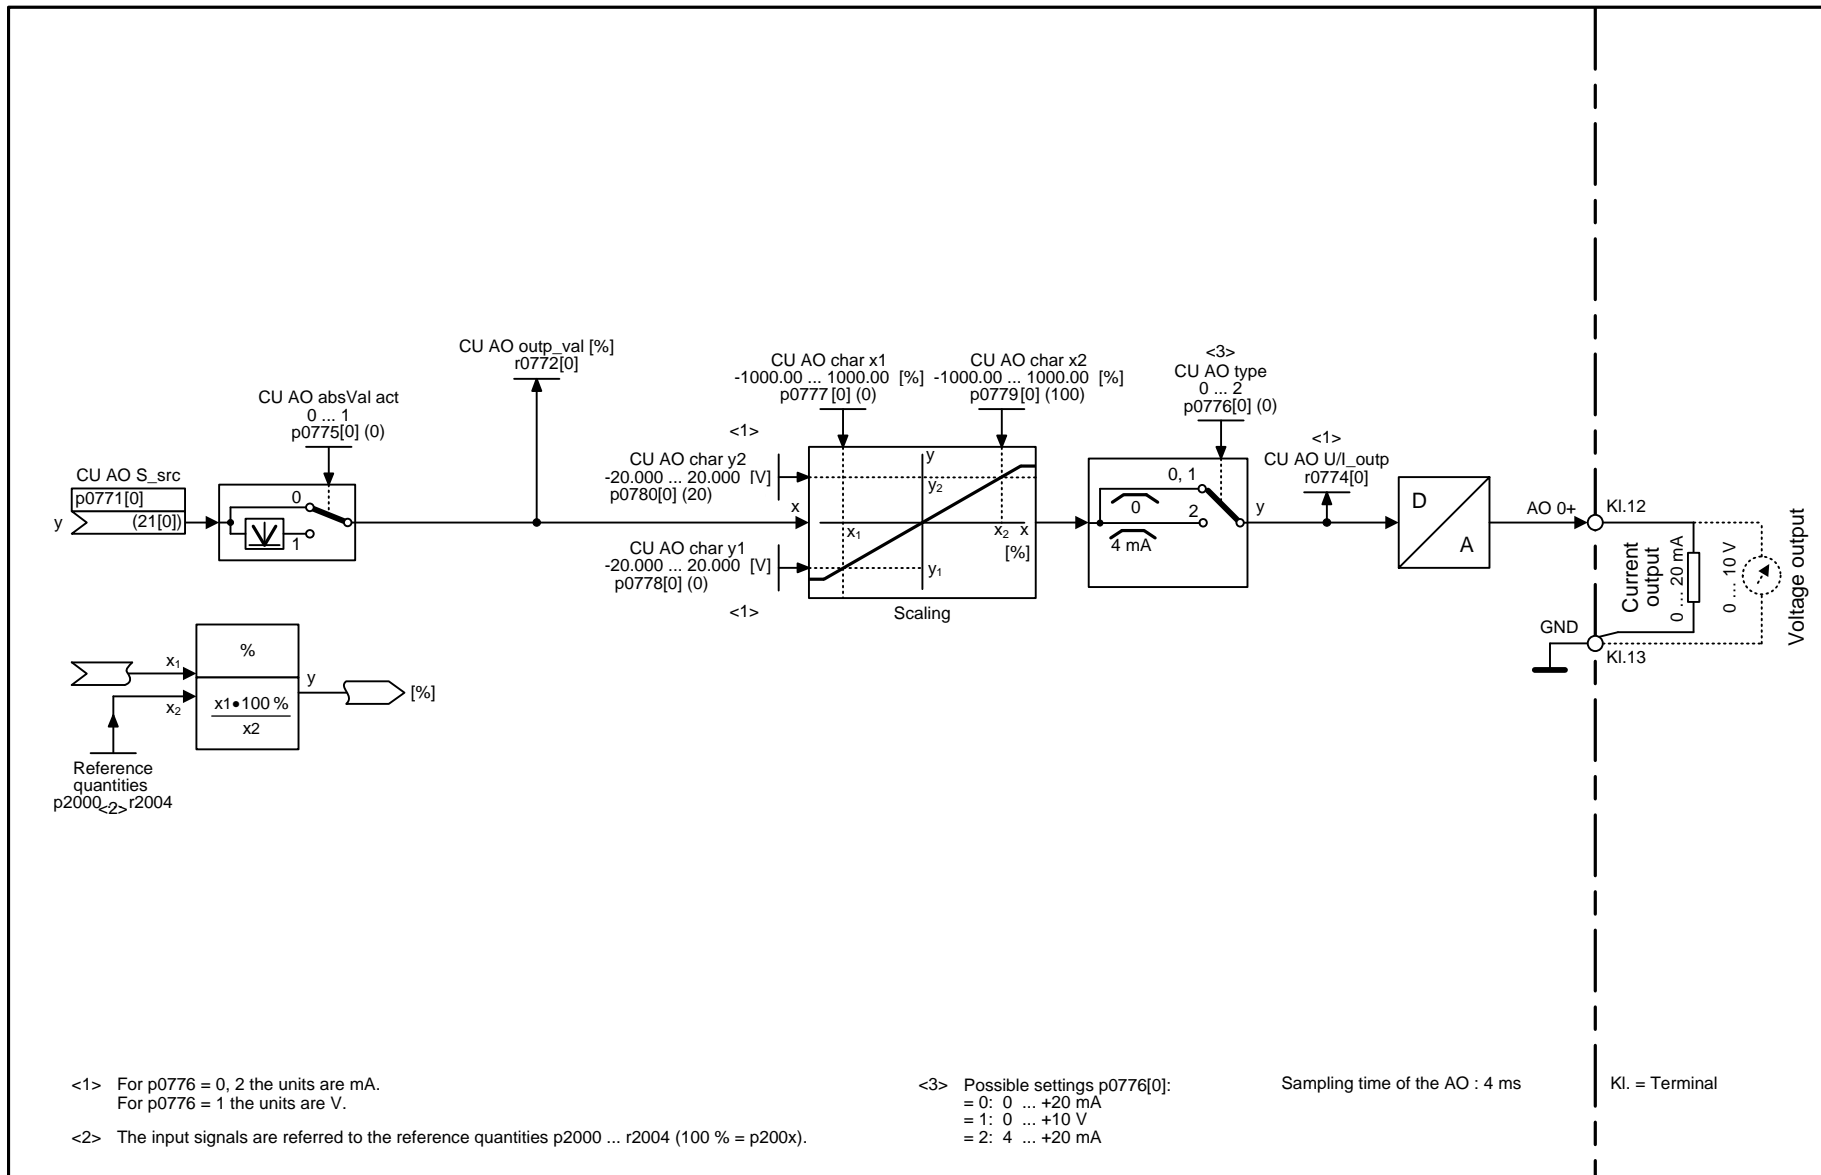 CU AO outp_val [%]
r0772[0]
CU AO absVal act
0 ... 1
p0775[0] (0)
CU AO S_src
p0771[0]
(21[0])
y
0
1
CU AO char x1
-1000.00 ... 1000.00 [%]
p0777[0] (0)
CU AO char x2
-1000.00 ... 1000.00 [%]
p0779[0] (100)
<1>
CU AO char y2
-20.000 ... 20.000 [V]
p0780[0] (20)
CU AO char y1
-20.000 ... 20.000 [V]
p0778[0] (0)
<1>
x
y
y2
x1
x2 x
[%]
y1
Scaling
<3>
CU AO type
0 ... 2
p0776[0] (0)
0, 1
0
2
4 mA
y
<1>
CU AO U/I_outp
r0774[0]
D
A
AO 0+
Kl.12
Current output
0 ... 20 mA
0 ... 10 V
Voltage output
GND
Kl.13
x1
x2
%
x1•100 %
x2
y
[%]
Reference
quantities
p2000 ... r2004
<2>
<1> For p0776 = 0, 2 the units are mA.
For p0776 = 1 the units are V.
<2> The input signals are referred to the reference quantities p2000 ... r2004 (100 % = p200x).
<3> Possible settings p0776[0]:
= 0: 0 ... +20 mA
= 1: 0 ... +10 V
= 2: 4 ... +20 mA
Sampling time of the AO : 4 ms
Kl. = Terminal